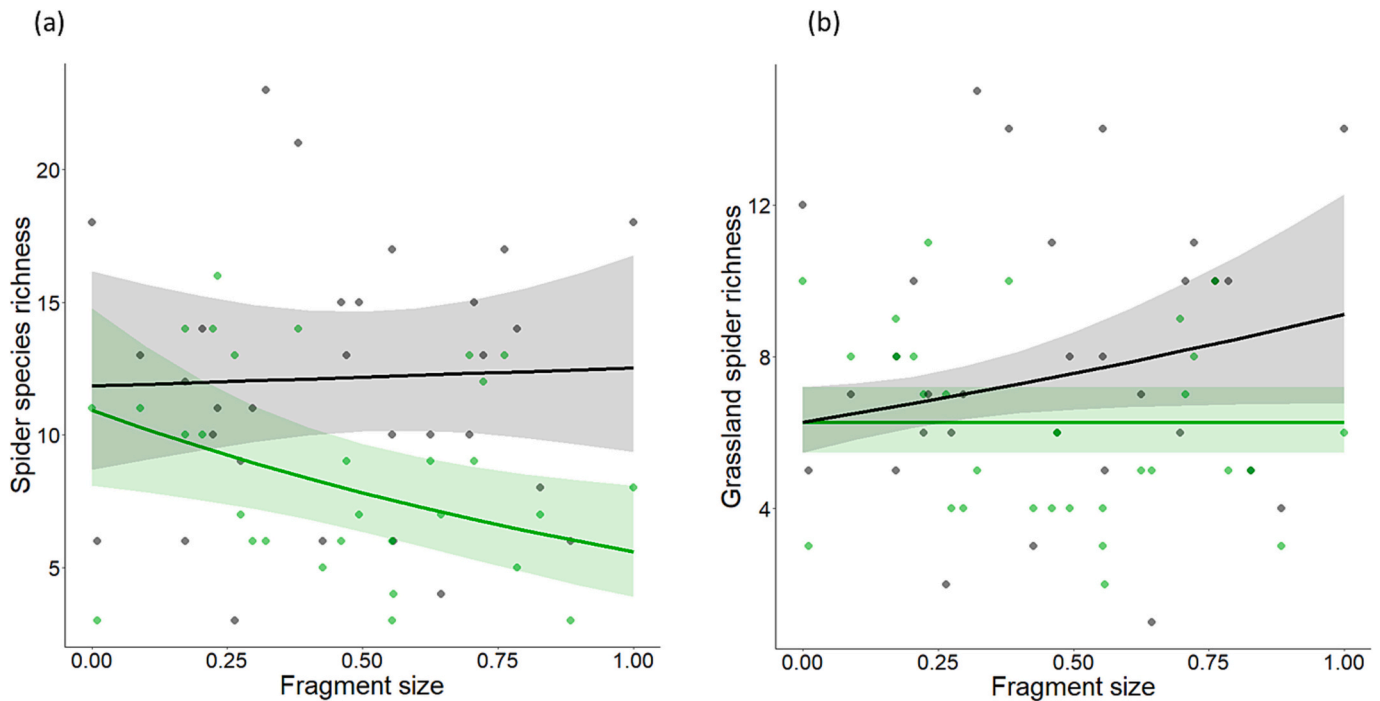 (a)
Spider species richness
20
15
10
5
0.00 0.25 0.50 0.75 1.00
Fragment size
(b)
Grassland spider richness
12
8
4
0.00 0.25 0.50 0.75 1.00
Fragment size